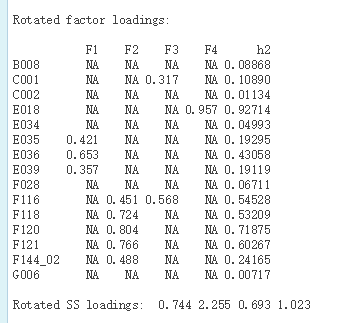 Rotated factor loadings:
F1 F2 F3 F4 h2
B008 NA NA NA NA 0.08868
C001 NA NA 0.317 NA 0.10890
C002 NA NA NA NA 0.01134
E018 NA NA NA 0.957 0.92714
E034 NA NA NA NA 0.04993
E035 0.421 NA NA NA 0.19295
E036 0.653 NA NA NA 0.43058
E039 0.357 NA NA NA 0.19119
F028 NA NA NA NA 0.06711
F116 NA 0.451 0.568 NA 0.54528
F118 NA 0.724 NA NA 0.53209
F120 NA 0.804 NA NA 0.71875
F121 NA 0.766 NA NA 0.60267
F144_02 NA 0.488 NA NA 0.24165
G006 NA NA NA NA 0.00717
Rotated SS loadings: 0.744 2.255 0.693 1.023